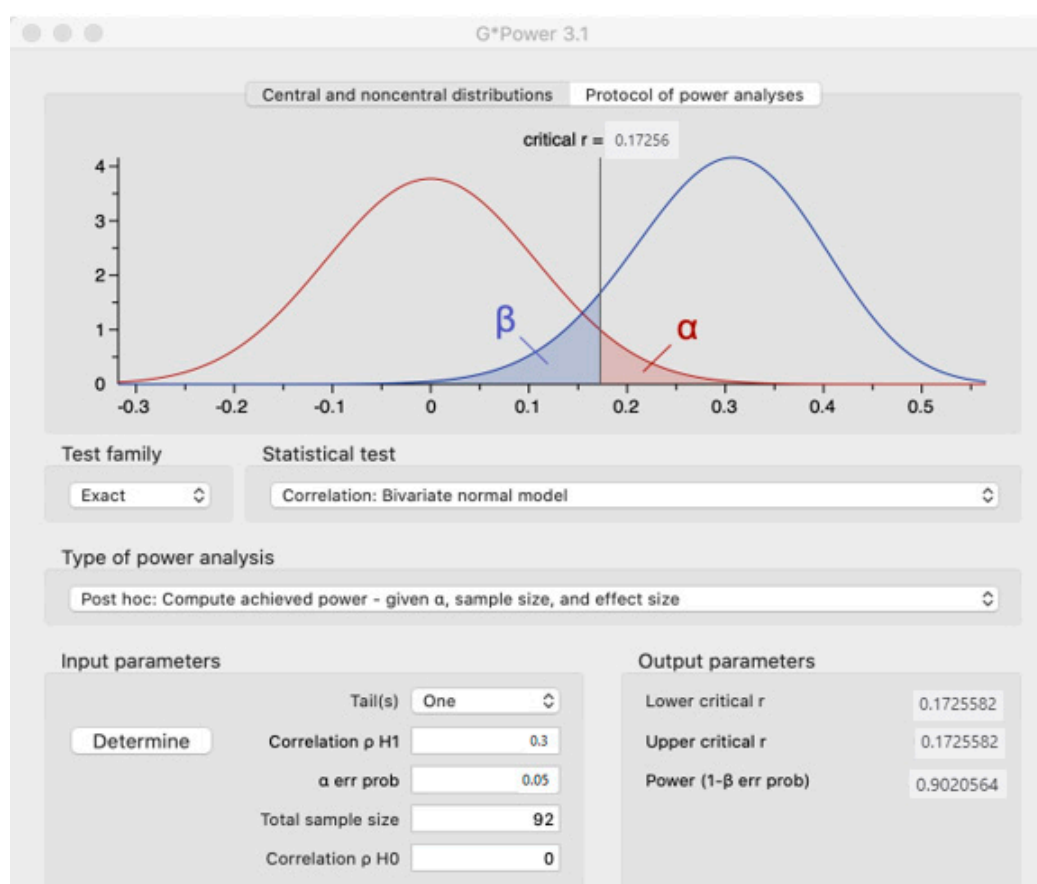 G*Power 3.1
Central and noncentral distributions Protocol of power analyses
critical r = 0.17256
4
3
2
1
0
β α
-0.3 -0.2 -0.1 0 0.1 0.2 0.3 0.4 0.5
Test family Statistical test
Exact Correlation: Bivariate normal model
Type of power analysis
Post hoc: Compute achieved power - given α, sample size, and effect size
Input parameters Output parameters
Tail(s) One Lower critical r 0.1725582
Determine Correlation ρ H1 0.3 Upper critical r 0.1725582
α err prob 0.05 Power (1-β err prob) 0.9020564
Total sample size 92
Correlation ρ H0 0